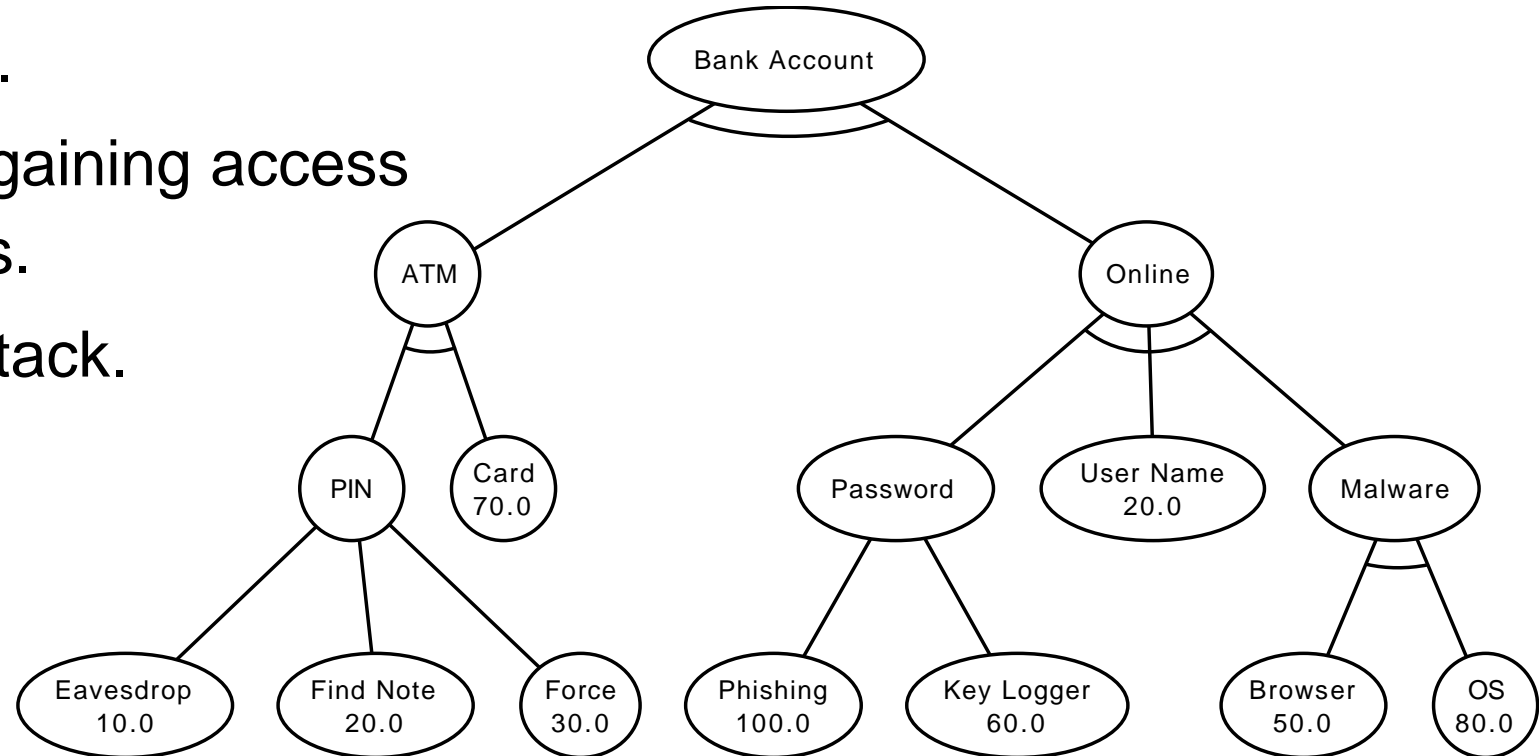 .
gaining access
s.
tack.
Bank Account
ATM
Online
PIN
Card
70.0
Password
User Name
20.0
Malware
Eavesdrop
10.0
Find Note
20.0
Force
30.0
Phishing
100.0
Key Logger
60.0
Browser
50.0
OS
80.0